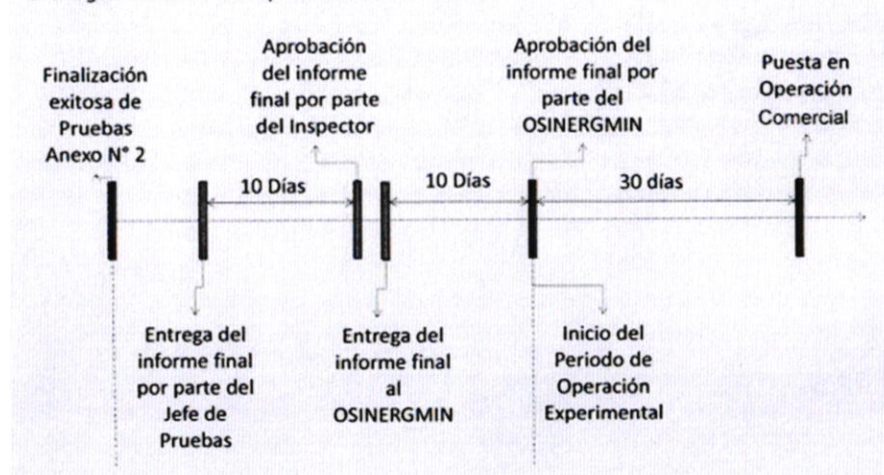 Finalización
exitosa de
Pruebas
Anexo N° 2
Aprobación
del informe
final por parte
del Inspector
Aprobación del
informe final por
parte del
OSINERGMIN
Puesta en
Operación
Comercial
10 Días
10 Días
30 días
Entrega del
informe final
por parte del
Jefe de
Pruebas
Entrega del
informe final
al
OSINERGMIN
Inicio del
Periodo de
Operación
Experimental